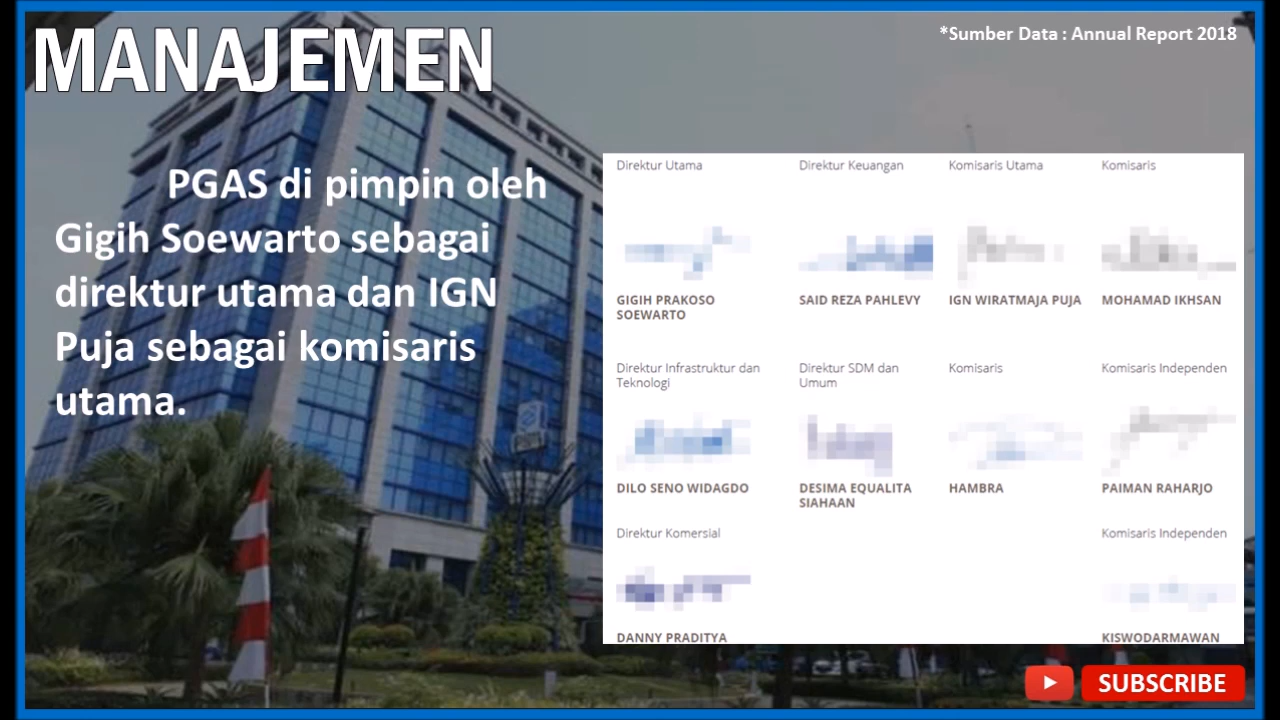 MANAJEMEN
*Sumber Data : Annual Report 2018
PGAS di pimpin oleh
Gigih Soewarto sebagai
direktur utama dan IGN
Puja sebagai komisaris
utama.
Direktur Utama
Direktur Keuangan
Komisaris Utama
Komisaris
GIGIH PRAKOSO
SOEWARTO
SAID REZA PAHLEVY
IGN WIRATMAJA PUJA
MOHAMAD IKHSAN
Direktur Infrastruktur dan
Teknologi
Direktur SDM dan
Umum
Komisaris
Komisaris Independen
DILO SENO WIDAGDO
DESIMA EQUALITA
SIAHAAN
HAMBRA
PAIMAN RAHARJO
Direktur Komersial
Komisaris Independen
DANNY PRADITYA
KISWODARMAWAN
SUBSCRIBE